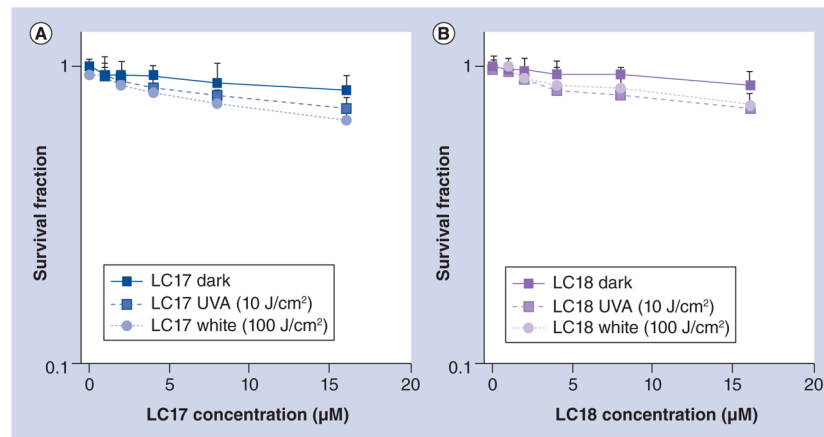 A
1
0.1
Survival fraction
LC17 dark
LC17 UVA (10 J/cm²)
LC17 white (100 J/cm²)
0 5 10 15 20
LC17 concentration (µM)
B
1
0.1
Survival fraction
LC18 dark
LC18 UVA (10 J/cm²)
LC18 white (100 J/cm²)
0 5 10 15 20
LC18 concentration (µM)